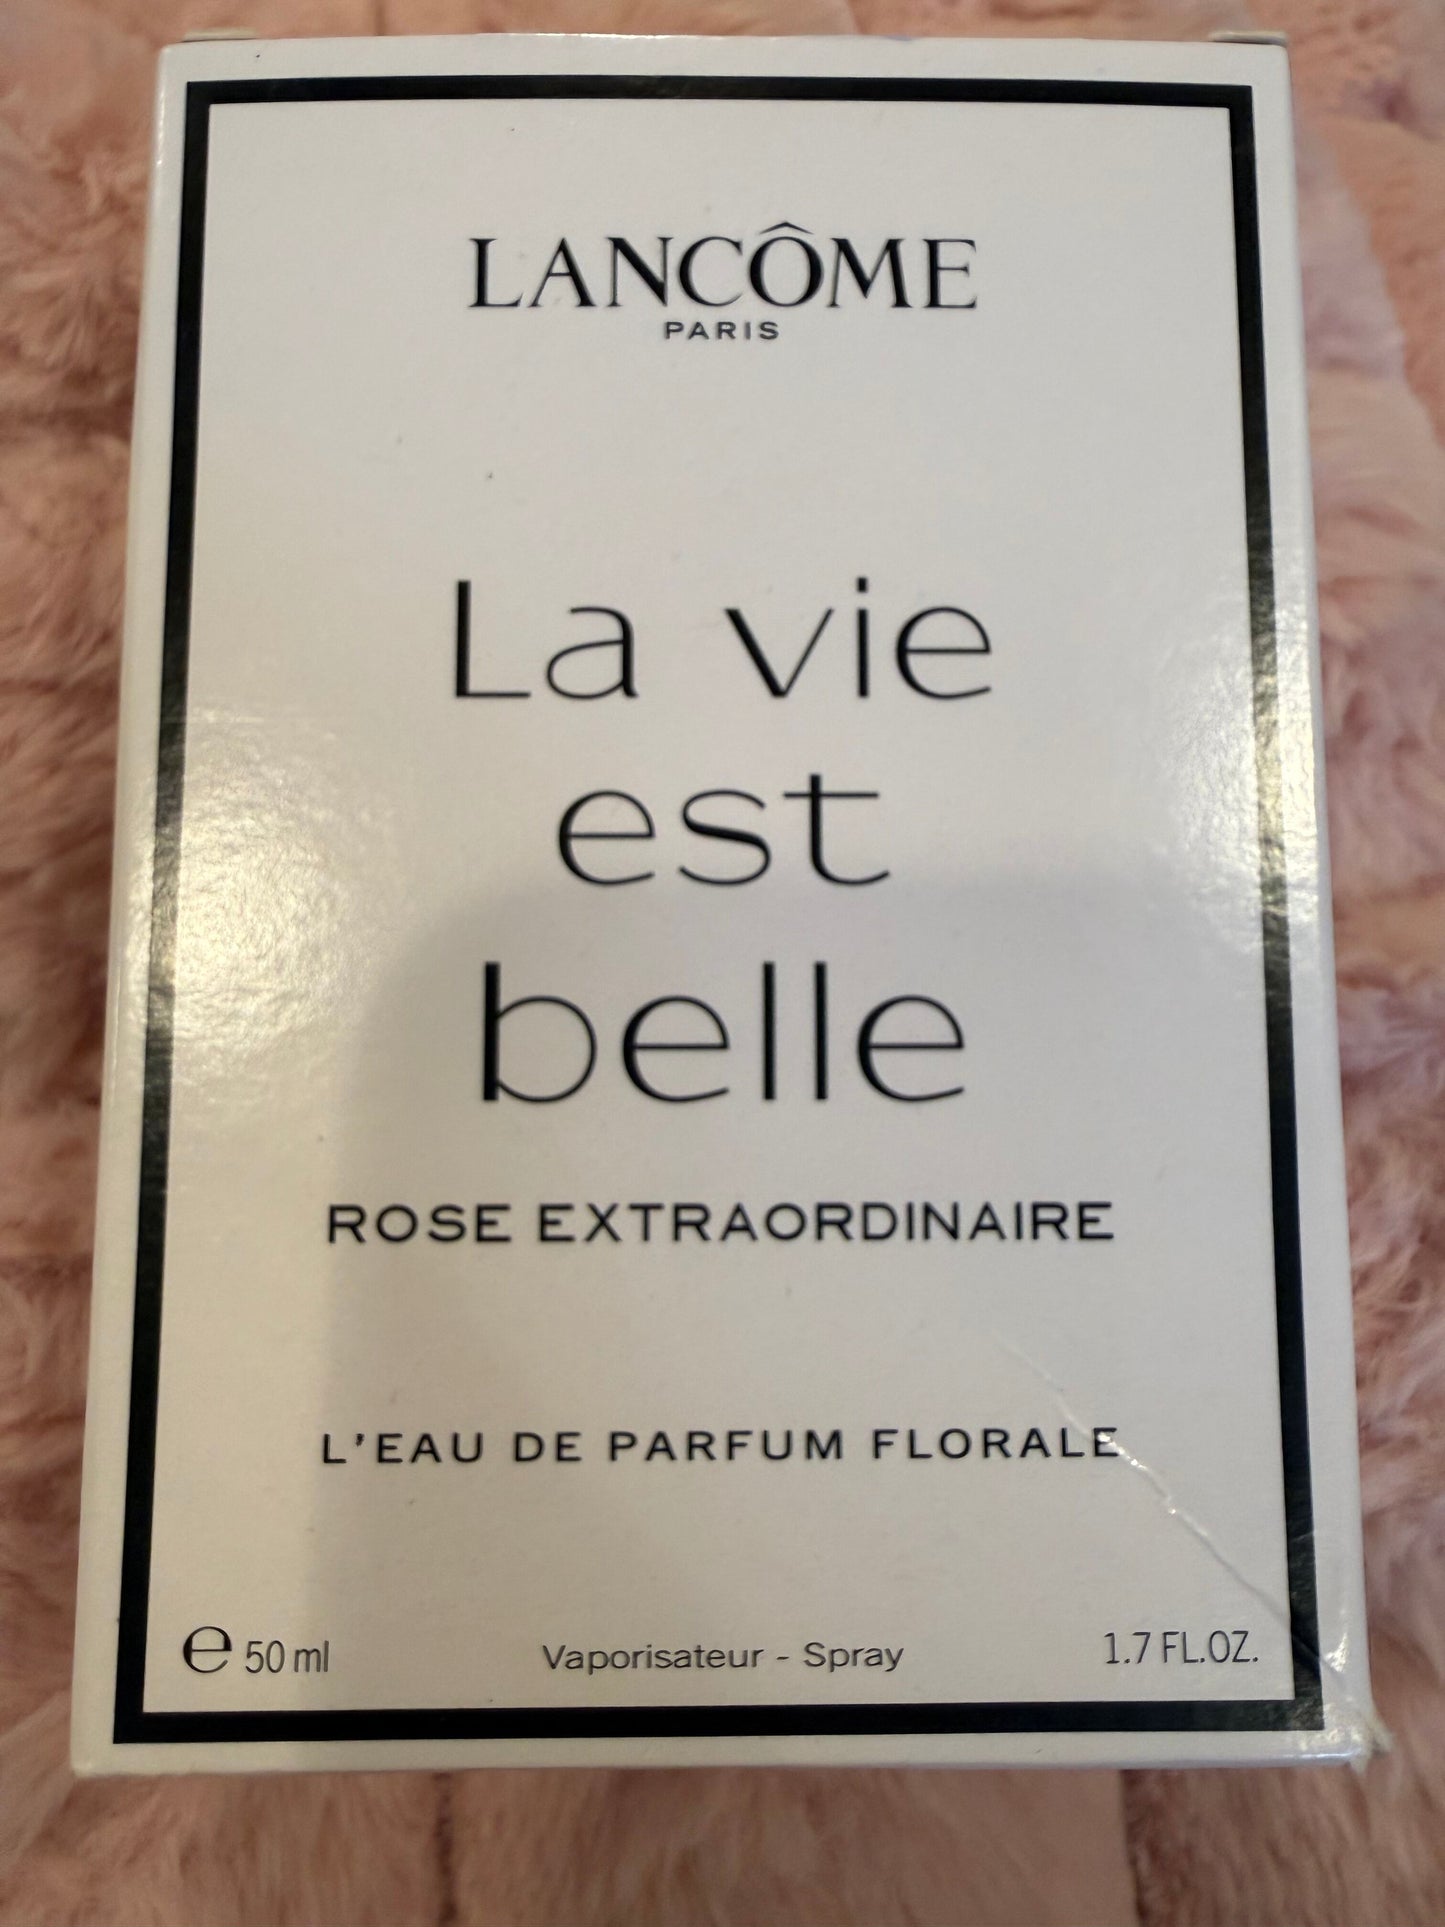 LANCÔME
PARIS
La vie
est
belle
ROSE EXTRAORDINAIRE
L'EAU DE PARFUM FLORALE
℮ 50 ml Vaporisateur - Spray 1.7 FL.OZ.